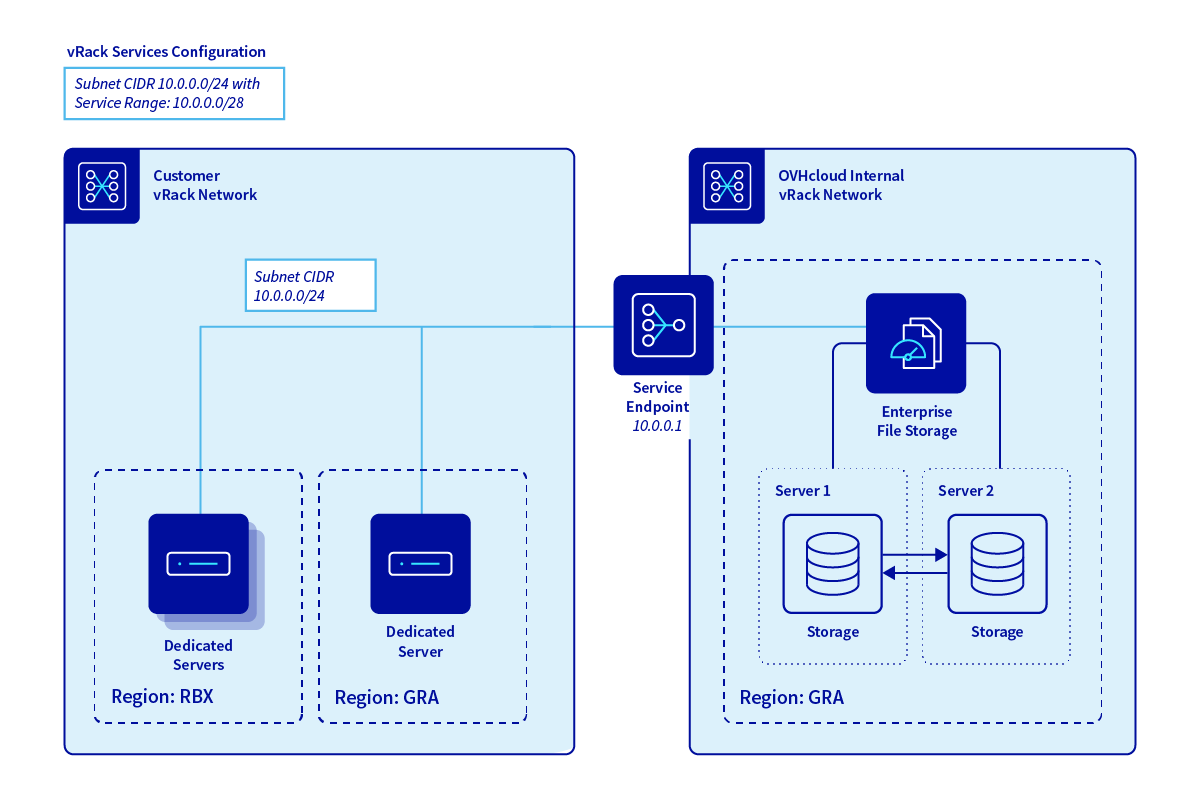 vRack Services Configuration
Subnet CIDR 10.0.0.0/24 with
Service Range: 10.0.0.0/28
Customer
vRack Network
OVHcloud Internal
vRack Network
Subnet CIDR
10.0.0.0/24
Service
Endpoint
10.0.0.1
Enterprise
File Storage
Server 1
Server 2
Storage
Storage
Dedicated
Servers
Dedicated
Server
Region: RBX
Region: GRA
Region: GRA